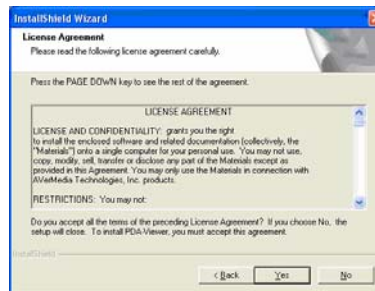 InstallShield Wizard
License Agreement
Please read the following license agreement carefully.
Press the PAGE DOWN key to see the rest of the agreement.
LICENSE AGREEMENT
LICENSE AND CONFIDENTIALITY: grants you the right
to install the enclosed software and related documentation (collectively, the
"Materials") onto a single computer for your personal use. You may not use,
copy, modify, sell, transfer or disclose any part of the Materials except as
provided in this Agreement. You may only use the Materials in connection with
AVerMedia Technologies, Inc. products.
RESTRICTIONS: You may not:
Do you accept all the terms of the preceding License Agreement? If you choose No, the
setup will close. To install PDA-Viewer, you must accept this agreement.
InstallShield
< Back Yes No